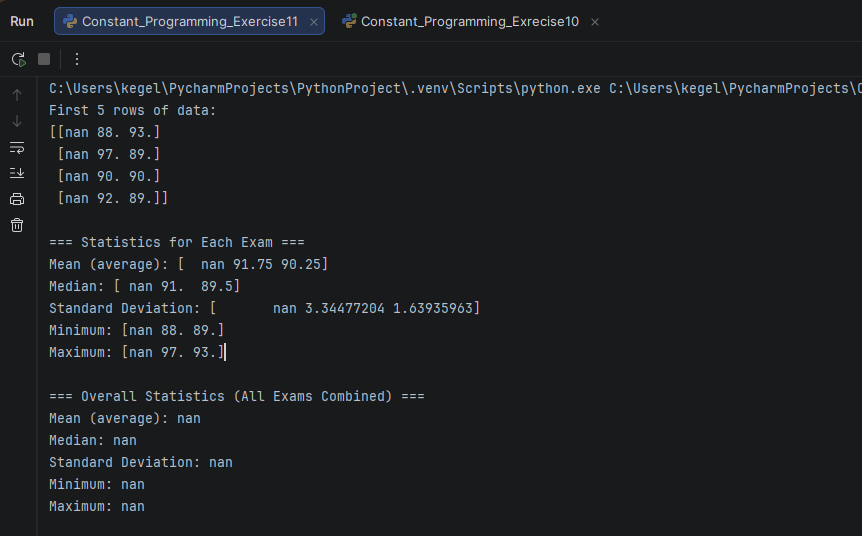 Run Constant_Programming_Exercise11 Constant_Programming_Exrecise10
C:\Users\kegel\PycharmProjects\PythonProject\.venv\Scripts\python.exe C:\Users\kegel\PycharmProjects\
First 5 rows of data:
[[nan 88. 93.]
 [nan 97. 89.]
 [nan 90. 90.]
 [nan 92. 89.]]
=== Statistics for Each Exam ===
Mean (average): [  nan 91.75 90.25]
Median: [ nan 91.  89.5]
Standard Deviation: [       nan 3.34477204 1.63935963]
Minimum: [nan 88. 89.]
Maximum: [nan 97. 93.]
=== Overall Statistics (All Exams Combined) ===
Mean (average): nan
Median: nan
Standard Deviation: nan
Minimum: nan
Maximum: nan